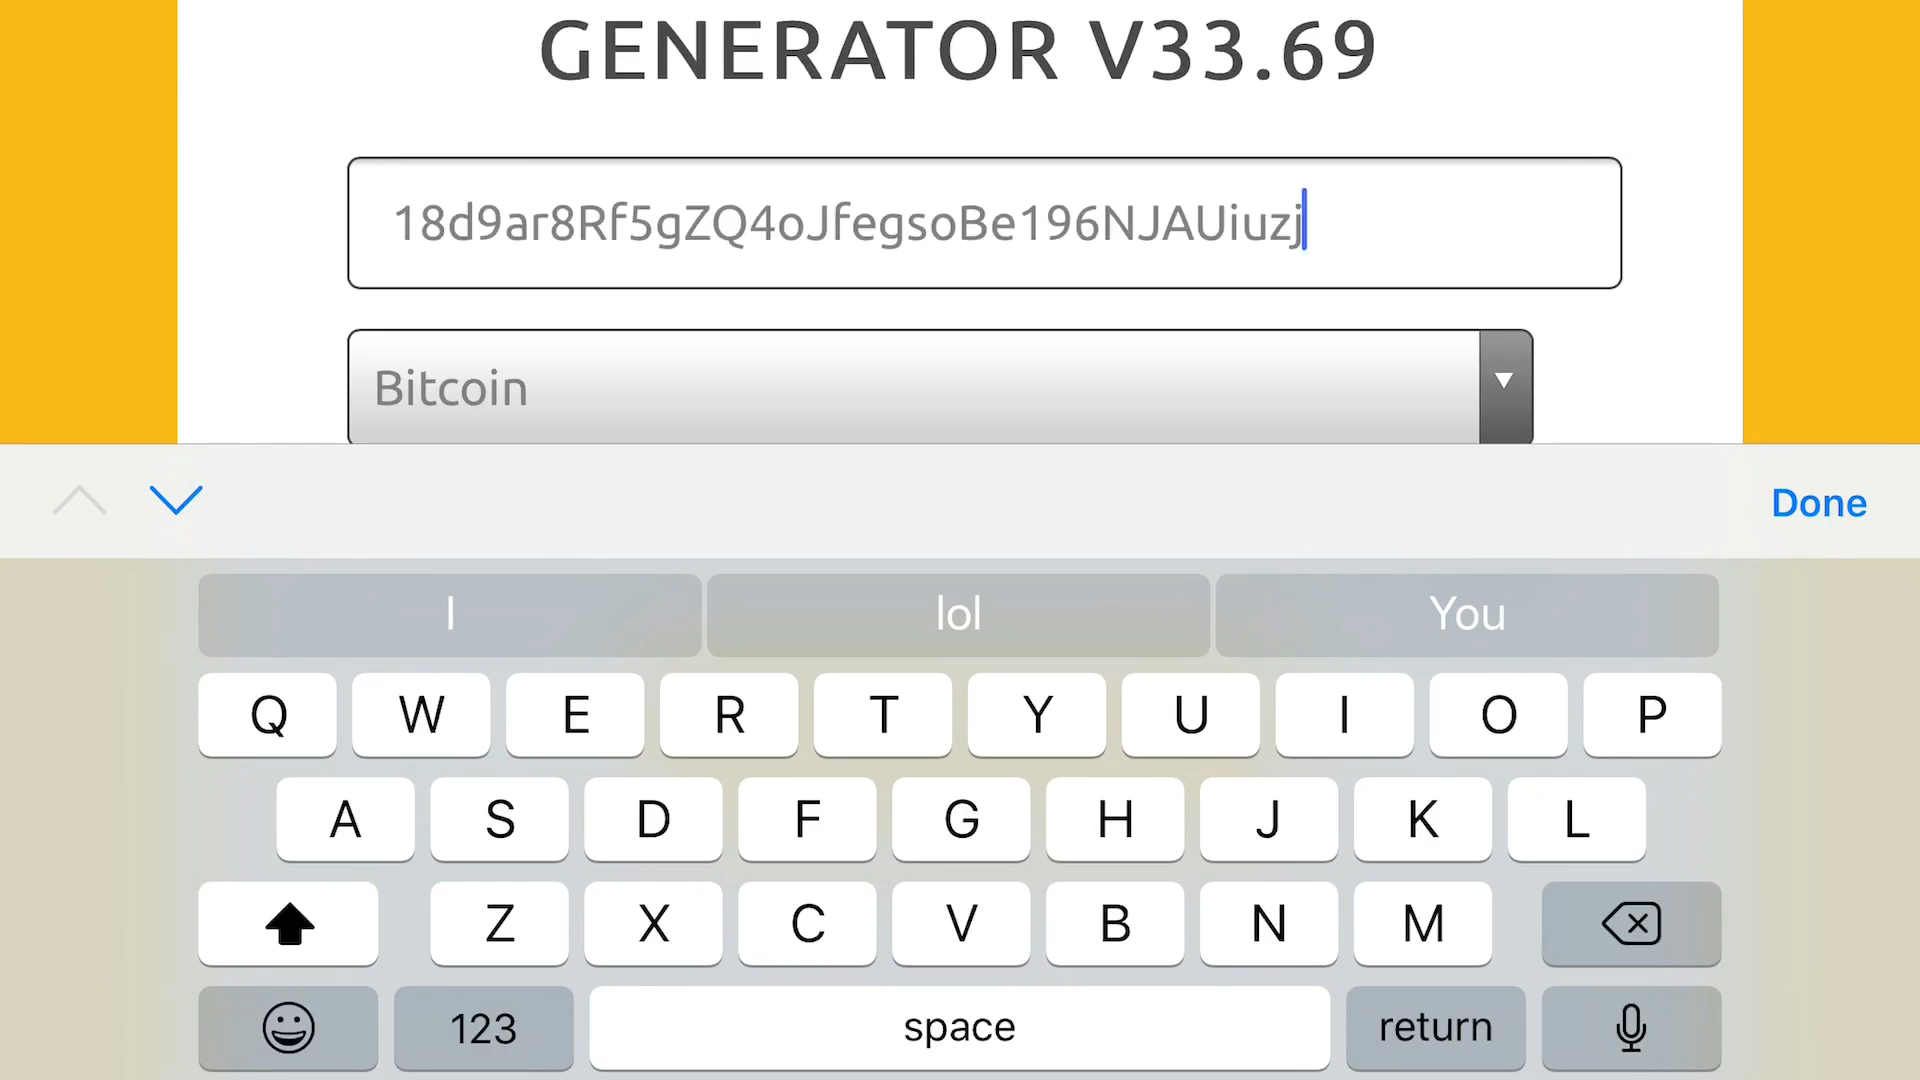 GENERATOR V33.69
18d9ar8Rf5gZQ4oJfegsoBe196NJAUiuzj
Bitcoin
Done
I lol You
Q W E R T Y U I O P
A S D F G H J K L
Z X C V B N M
123 space return